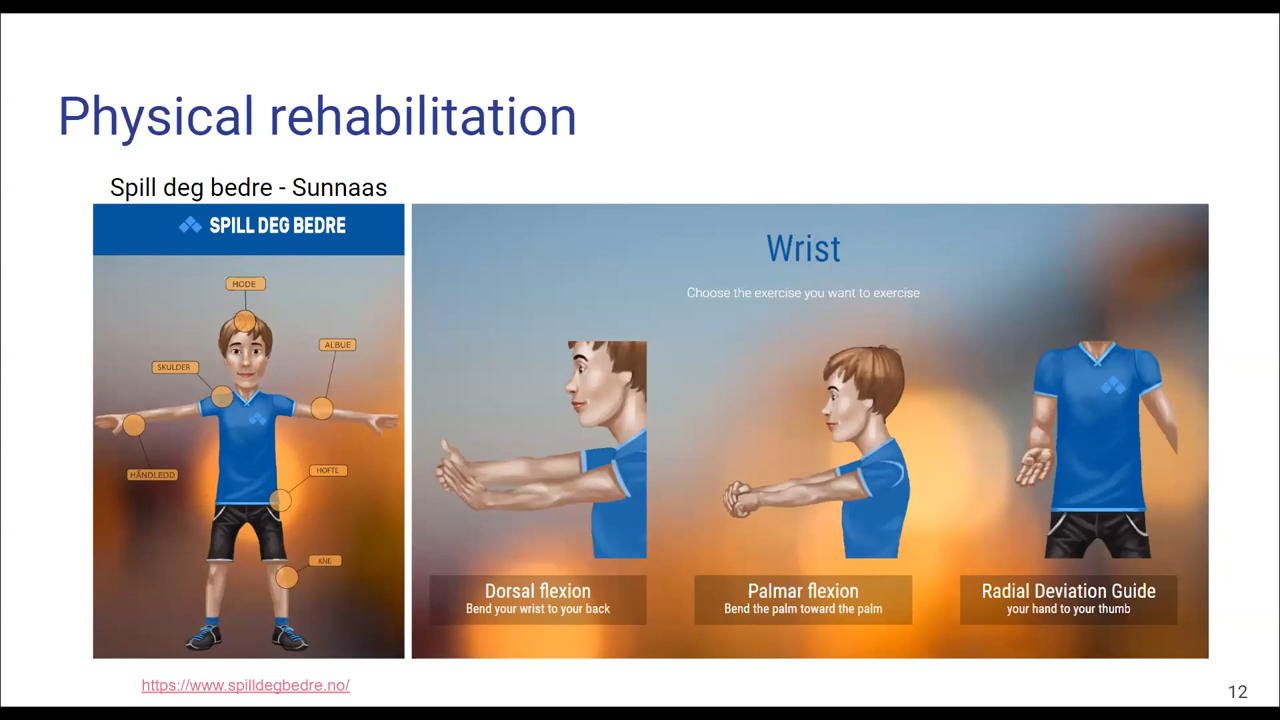 Physical rehabilitation
Spill deg bedre - Sunnaas
SPILL DEG BEDRE
HODE
ALBUE
SKULDER
HÅNDLEDD
HOFTE
KNE
Wrist
Choose the exercise you want to exercise
Dorsal flexion
Bend your wrist to your back
Palmar flexion
Bend the palm toward the palm
Radial Deviation Guide
your hand to your thumb
https://www.spilldegbedre.no/
12